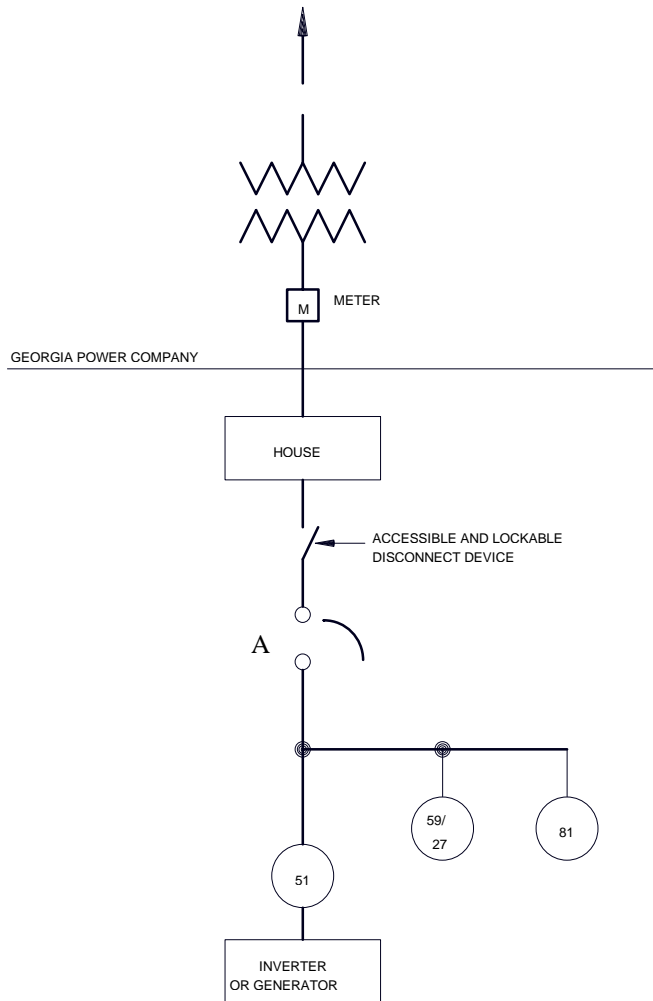 M
METER
GEORGIA POWER COMPANY
HOUSE
ACCESSIBLE AND LOCKABLE
DISCONNECT DEVICE
A
59/
27
81
51
INVERTER
OR GENERATOR